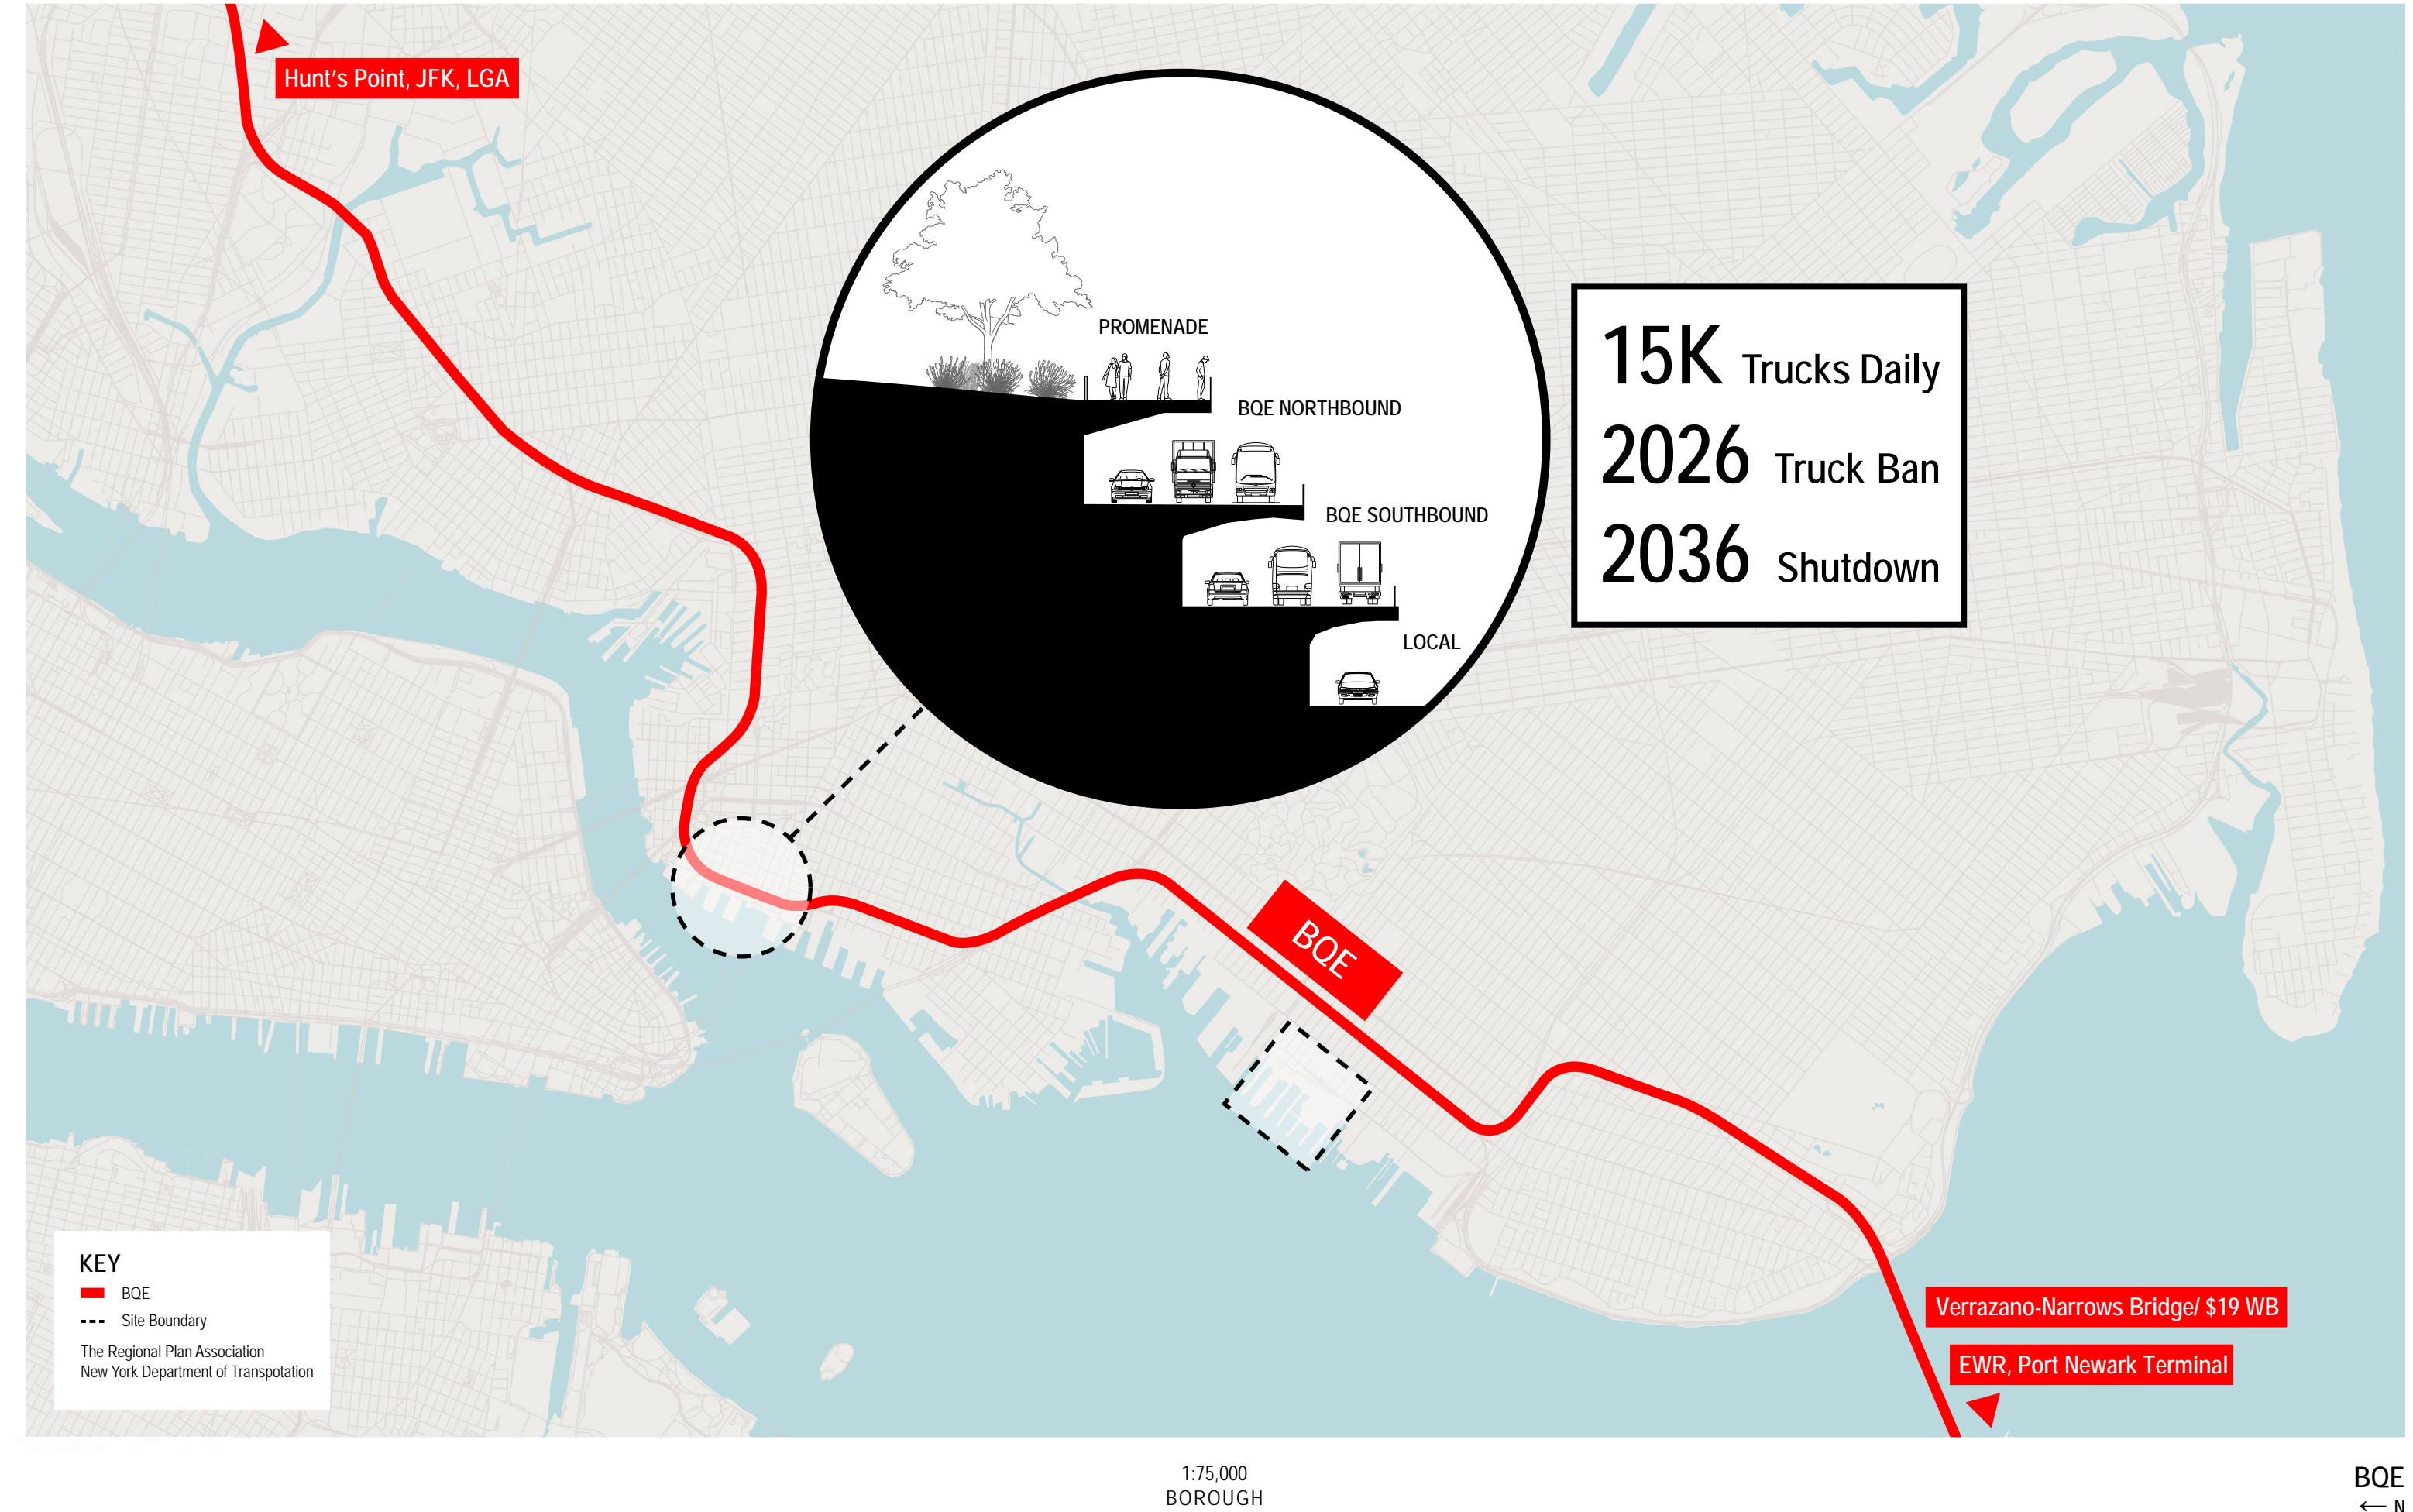 Hunt's Point, JFK, LGA
PROMENADE
BQE NORTHBOUND
BQE SOUTHBOUND
LOCAL
15K Trucks Daily
2026 Truck Ban
2036 Shutdown
BQE
KEY
BQE
Site Boundary
The Regional Plan Association
New York Department of Transpotation
Verrazano-Narrows Bridge/ $19 WB
EWR, Port Newark Terminal
1:75,000
BOROUGH
BQE
← N